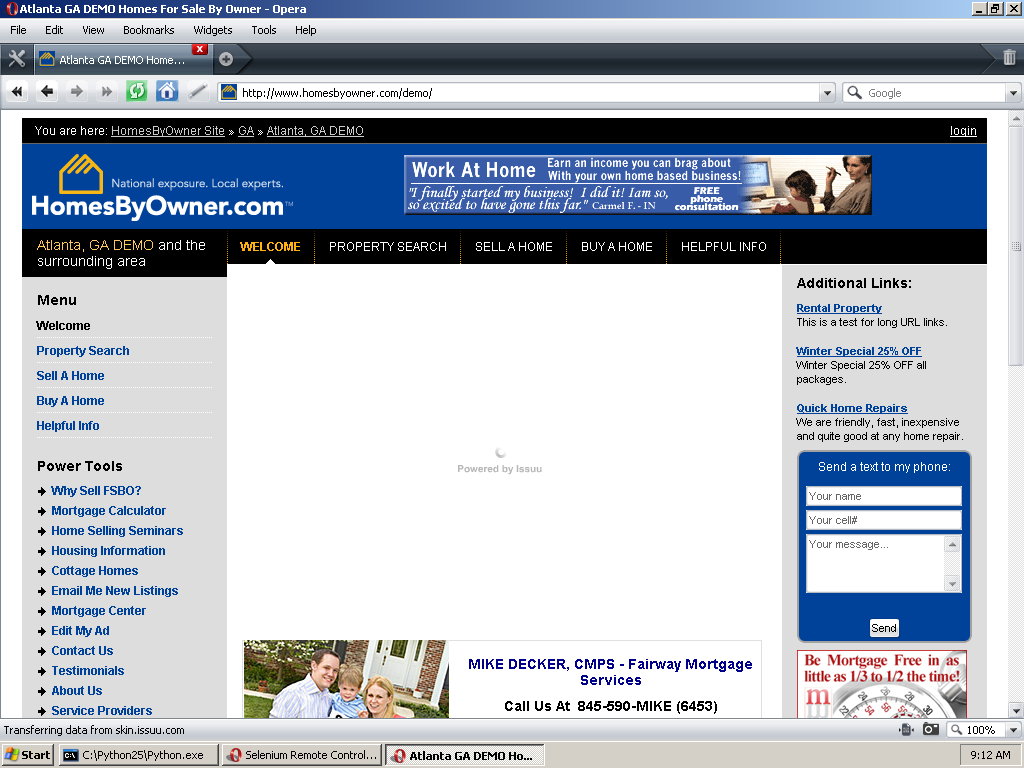 Atlanta GA DEMO Homes For Sale By Owner - Opera
File Edit View Bookmarks Widgets Tools Help
Atlanta GA DEMO Home...
http://www.homesbyowner.com/demo/
Google
You are here: HomesByOwner Site » GA » Atlanta, GA DEMO
login
National exposure. Local experts.
HomesByOwner.com™
Work At Home
Earn an income you can brag about
With your own home based business!
"I finally started my business! I did it! I am so,
so excited to have gone this far." Carmel F. - IN
FREE
phone
consultation
Atlanta, GA DEMO and the
surrounding area
WELCOME PROPERTY SEARCH SELL A HOME BUY A HOME HELPFUL INFO
Menu
Welcome
Property Search
Sell A Home
Buy A Home
Helpful Info
Power Tools
Why Sell FSBO?
Mortgage Calculator
Home Selling Seminars
Housing Information
Cottage Homes
Email Me New Listings
Mortgage Center
Edit My Ad
Contact Us
Testimonials
About Us
Service Providers
Powered by Issuu
MIKE DECKER, CMPS - Fairway Mortgage
Services
Call Us At 845-590-MIKE (6453)
Additional Links:
Rental Property
This is a test for long URL links.
Winter Special 25% OFF
Winter Special 25% OFF all
packages.
Quick Home Repairs
We are friendly, fast, inexpensive
and quite good at any home repair.
Send a text to my phone:
Your name
Your cell#
Your message...
Send
Be Mortgage Free in as
little as 1/3 to 1/2 the time!
m
Transferring data from skin.issuu.com
100%
Start
C:\Python25\Python.exe
Selenium Remote Control...
Atlanta GA DEMO Ho...
9:12 AM